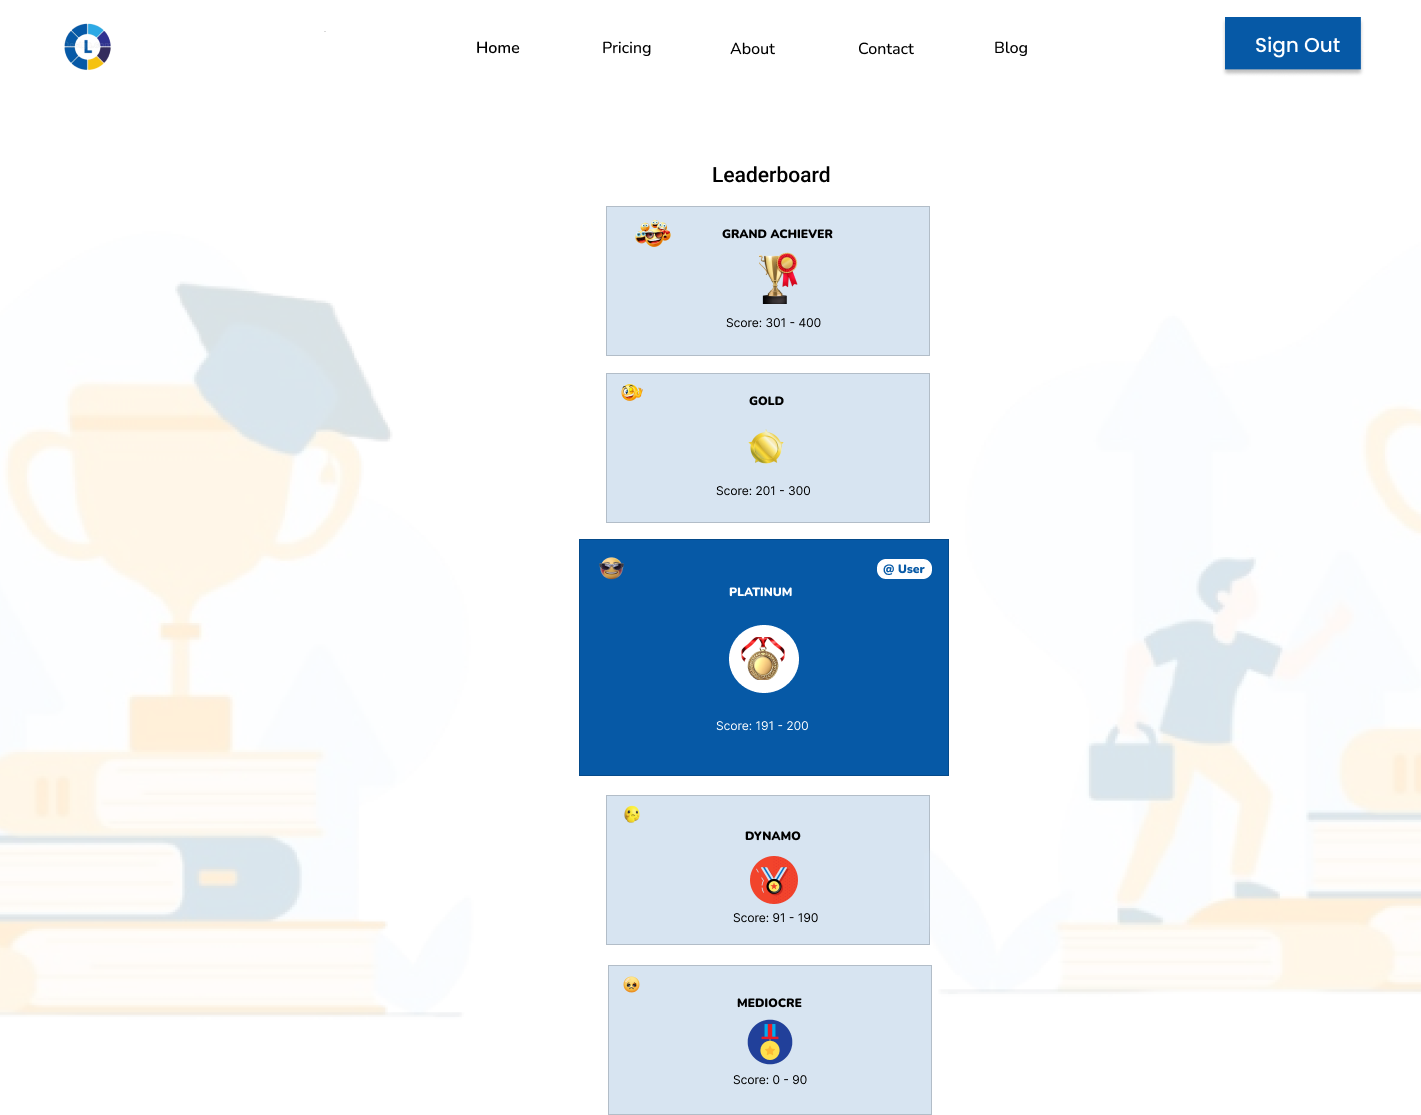 L
Home
Pricing
About
Contact
Blog
Sign Out
Leaderboard
GRAND ACHIEVER
Score: 301 - 400
GOLD
Score: 201 - 300
@ User
PLATINUM
Score: 191 - 200
DYNAMO
Score: 91 - 190
MEDIOCRE
Score: 0 - 90